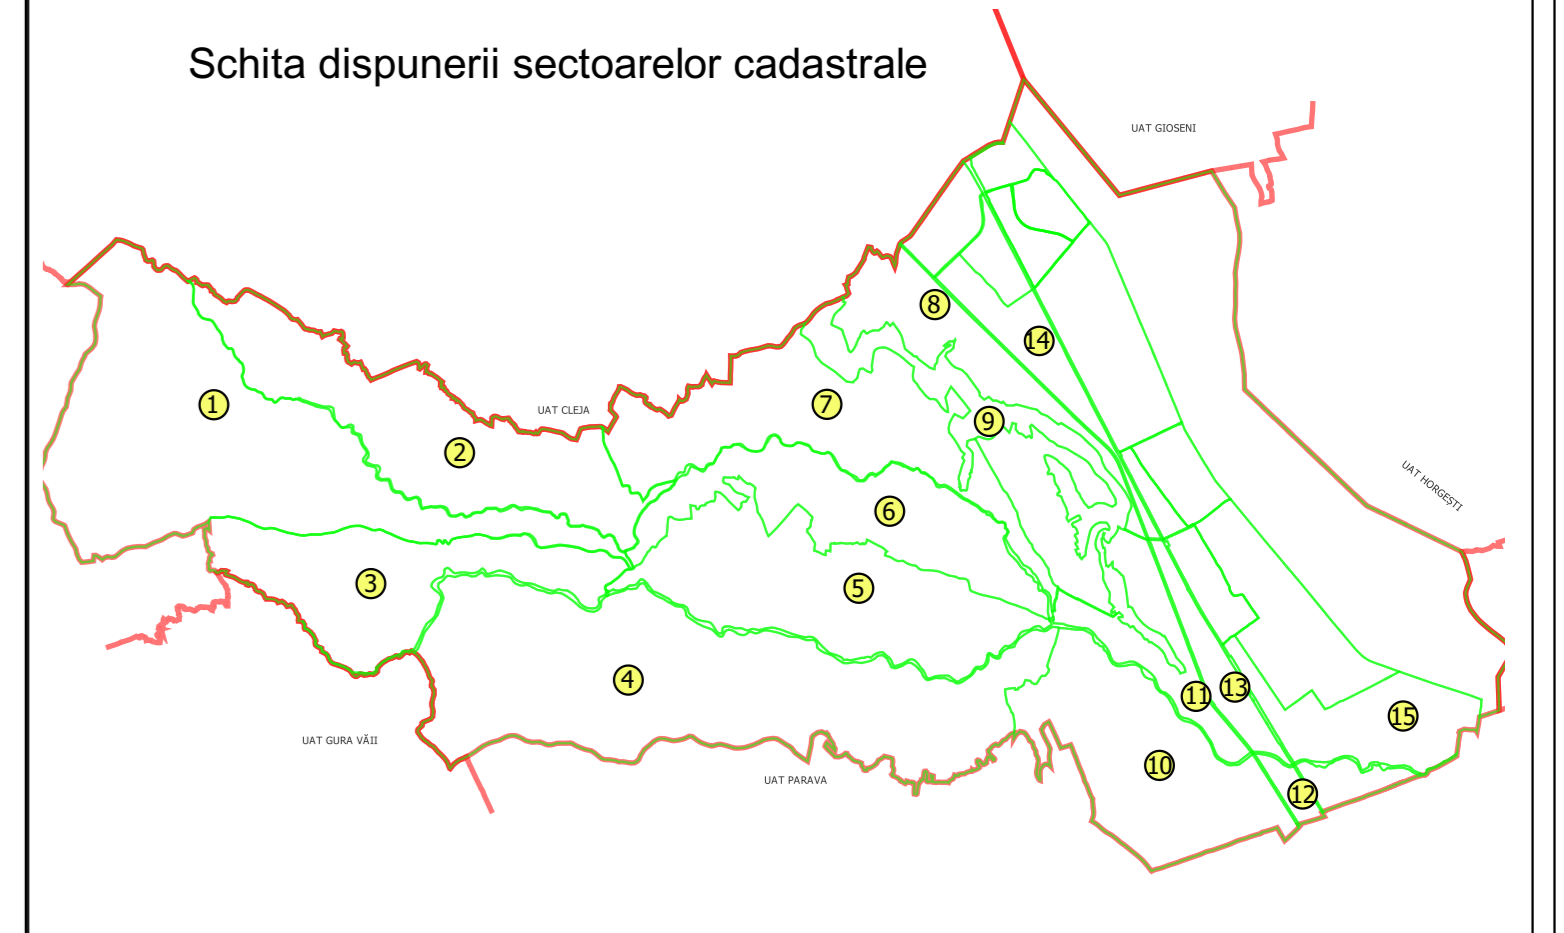 Schita dispunerii sectoarelor cadastrale
UAT GIOSENI
8
14
1
UAT CLEJA
7
9
2
UAT HORGEȘTI
6
3
5
4
11
13
15
UAT GURA VĂII
10
UAT PARAVA
12